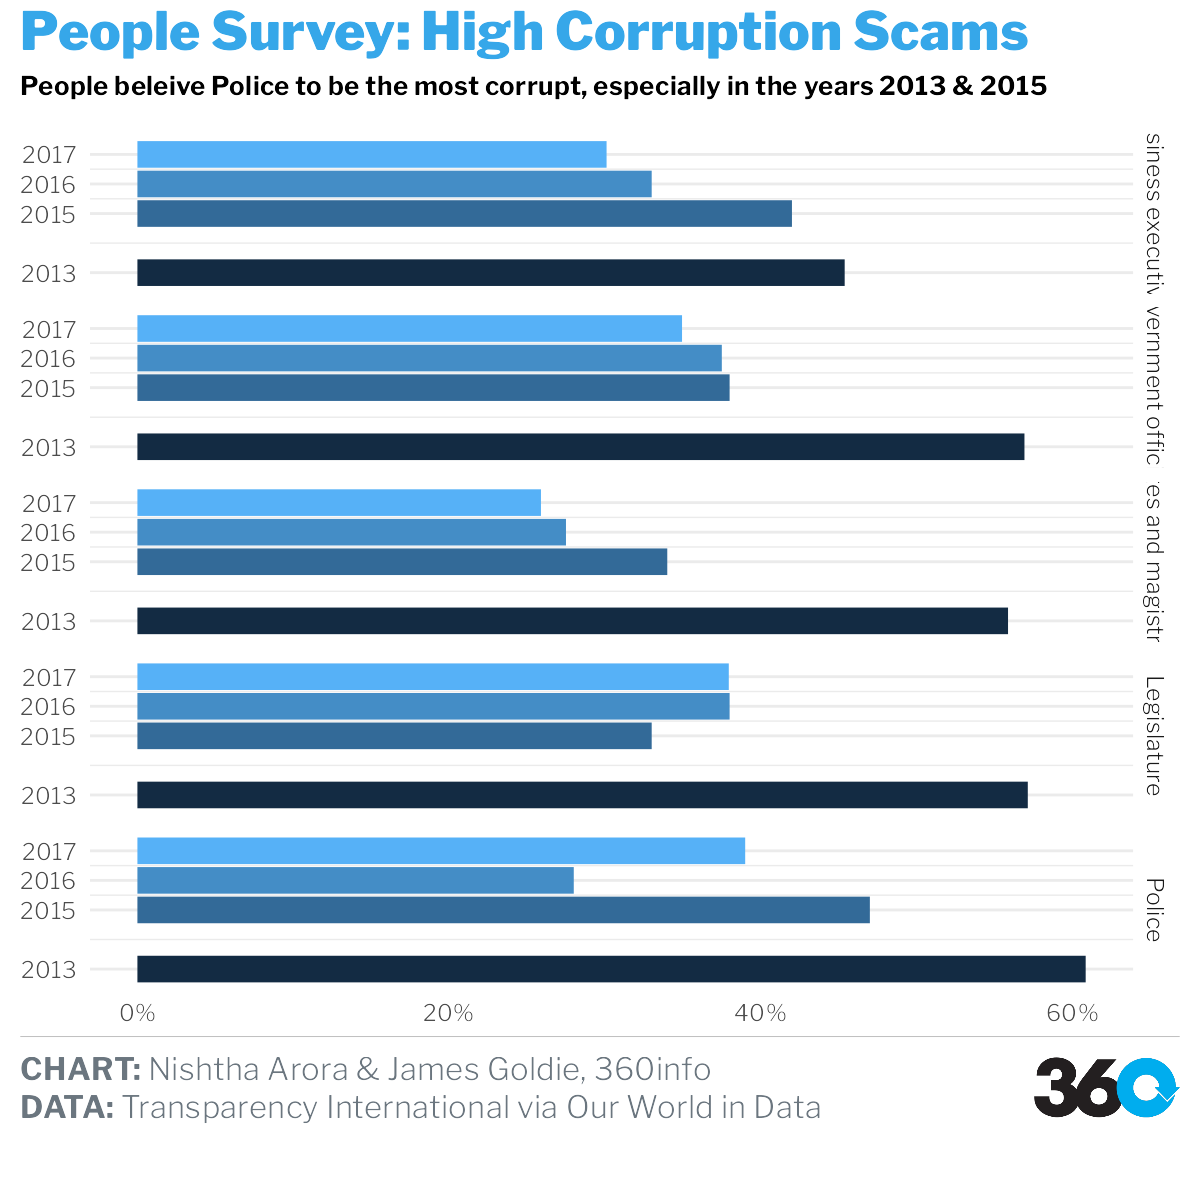 People Survey: High Corruption Scams
People beleive Police to be the most corrupt, especially in the years 2013 & 2015
2017
2016
2015
2013
siness executiv
2017
2016
2015
2013
vernment offic
2017
2016
2015
2013
es and magistr
2017
2016
2015
2013
Legislature
2017
2016
2015
2013
Police
0% 20% 40% 60%
CHART: Nishtha Arora & James Goldie, 360info
DATA: Transparency International via Our World in Data
360